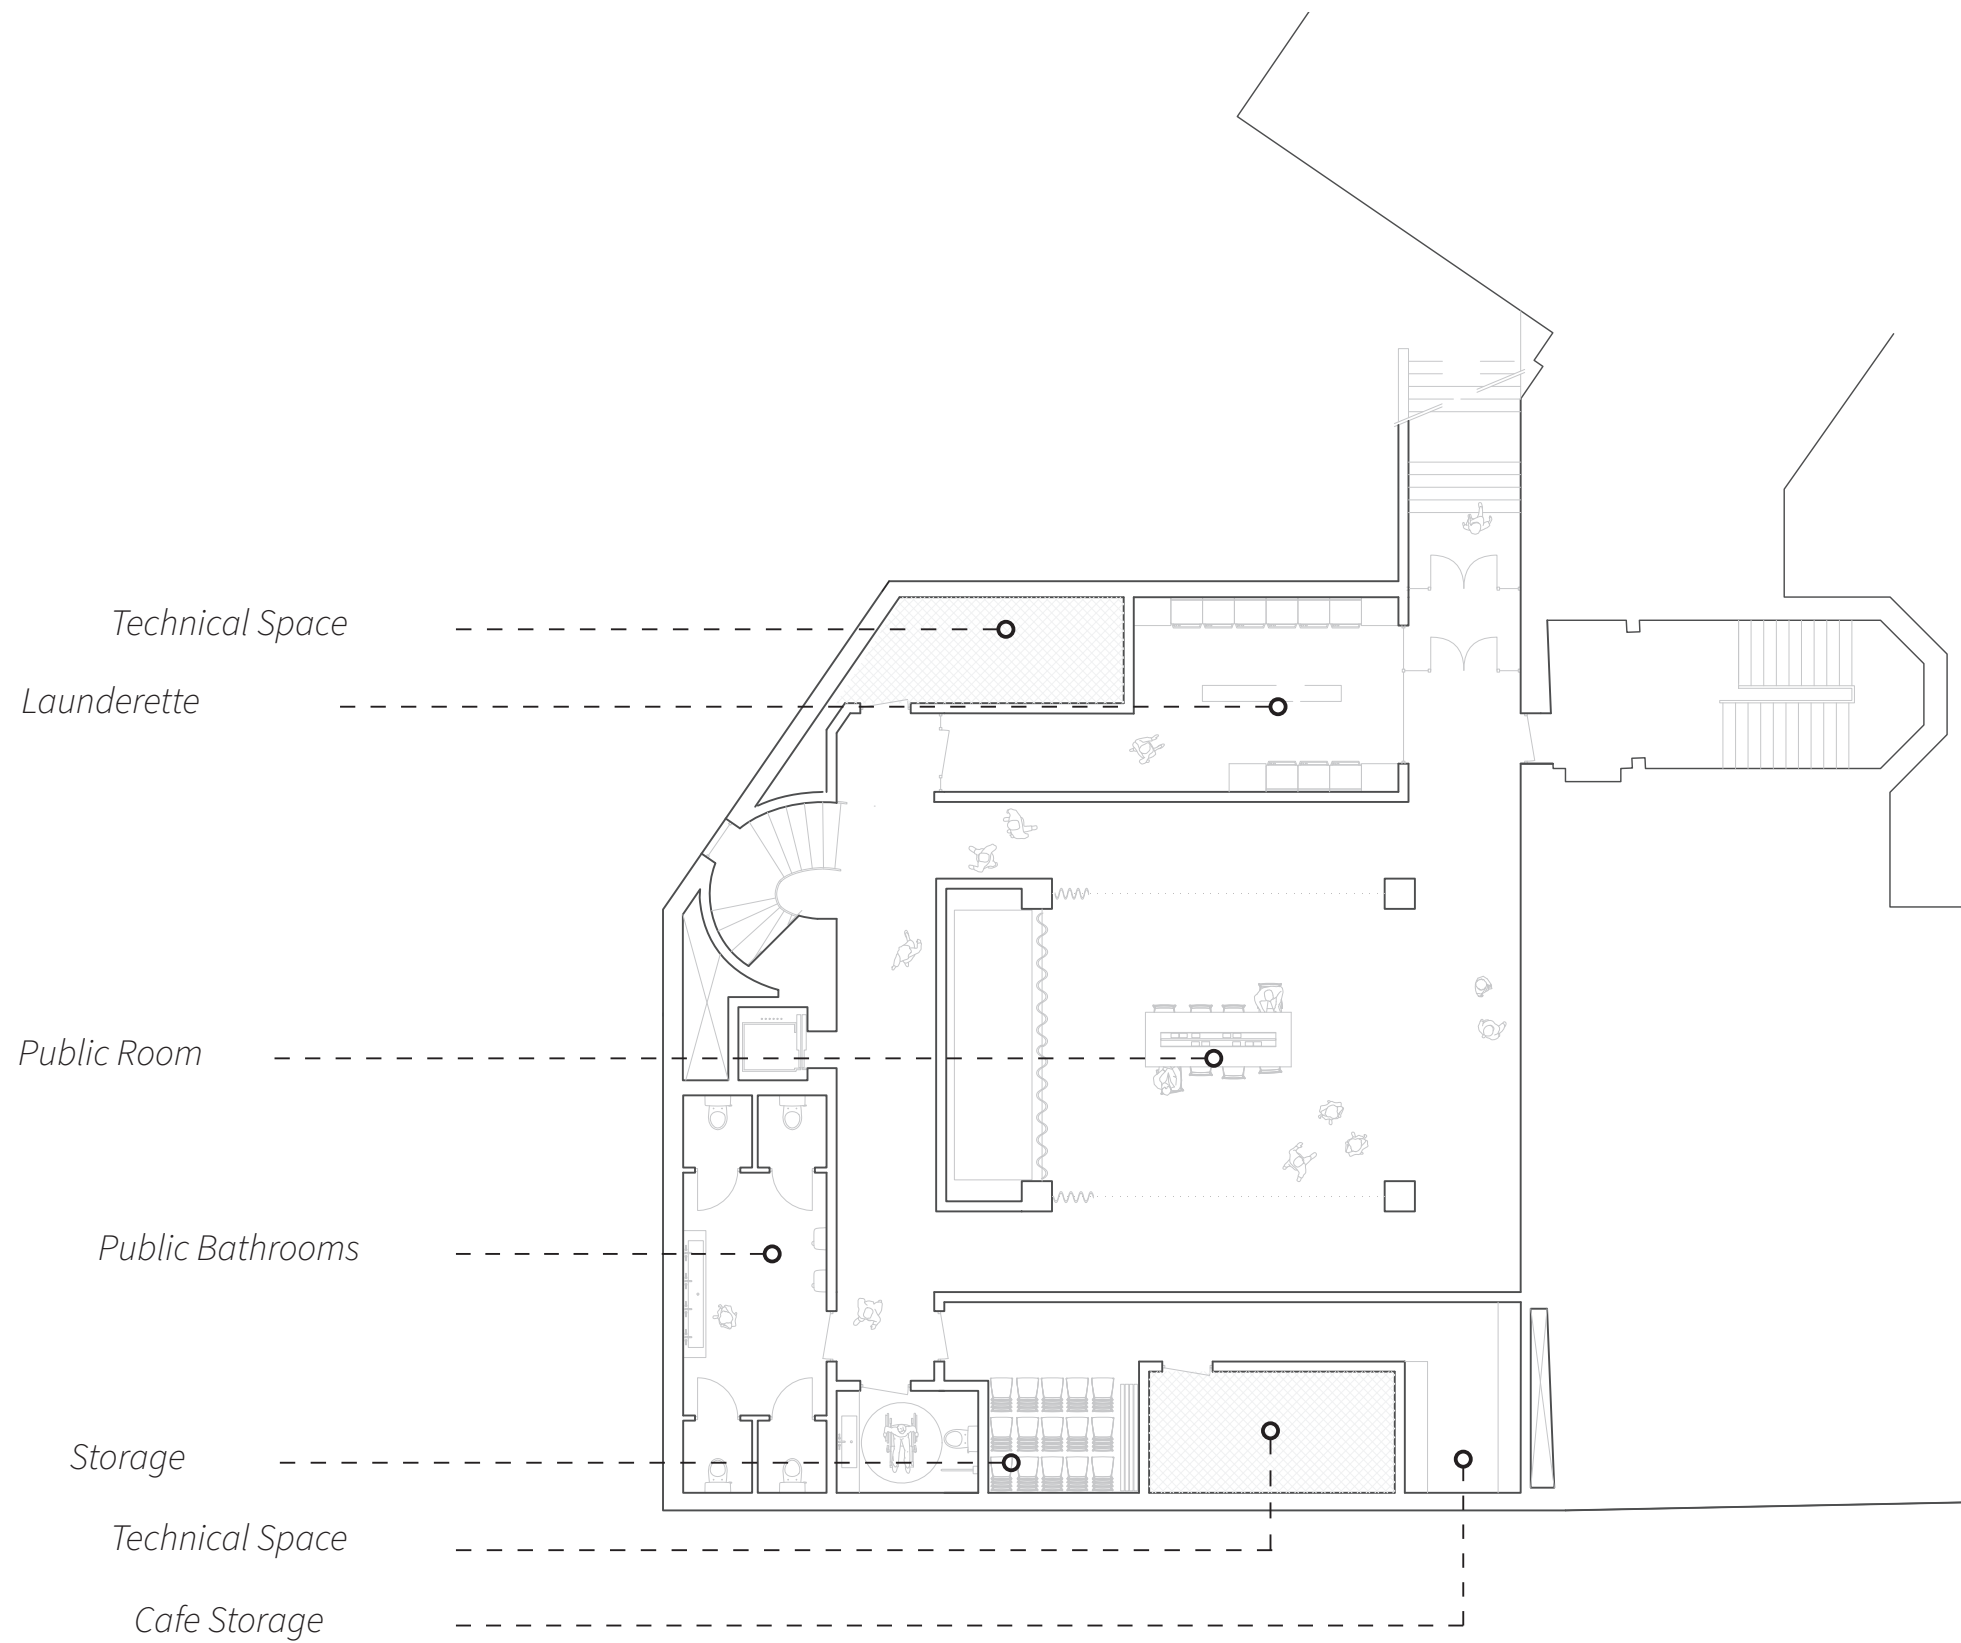 Technical Space
Launderette
Public Room
Public Bathrooms
Storage
Technical Space
Cafe Storage